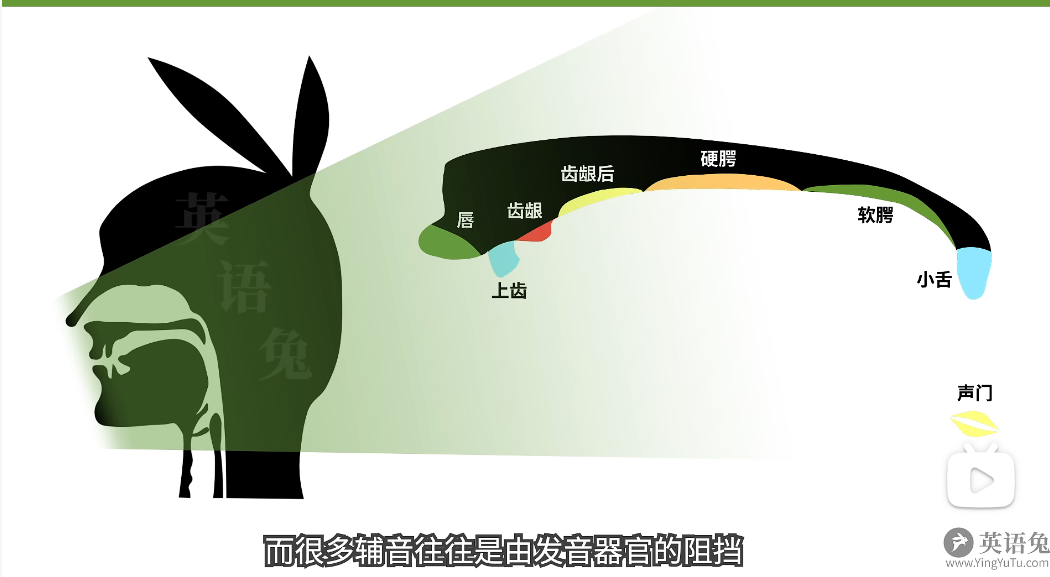 英
语
兔
唇
齿龈
齿龈后
硬腭
软腭
上齿
小舌
声门
而很多辅音往往是由发音器官的阻挡
英语兔
www.YingYuTu.com